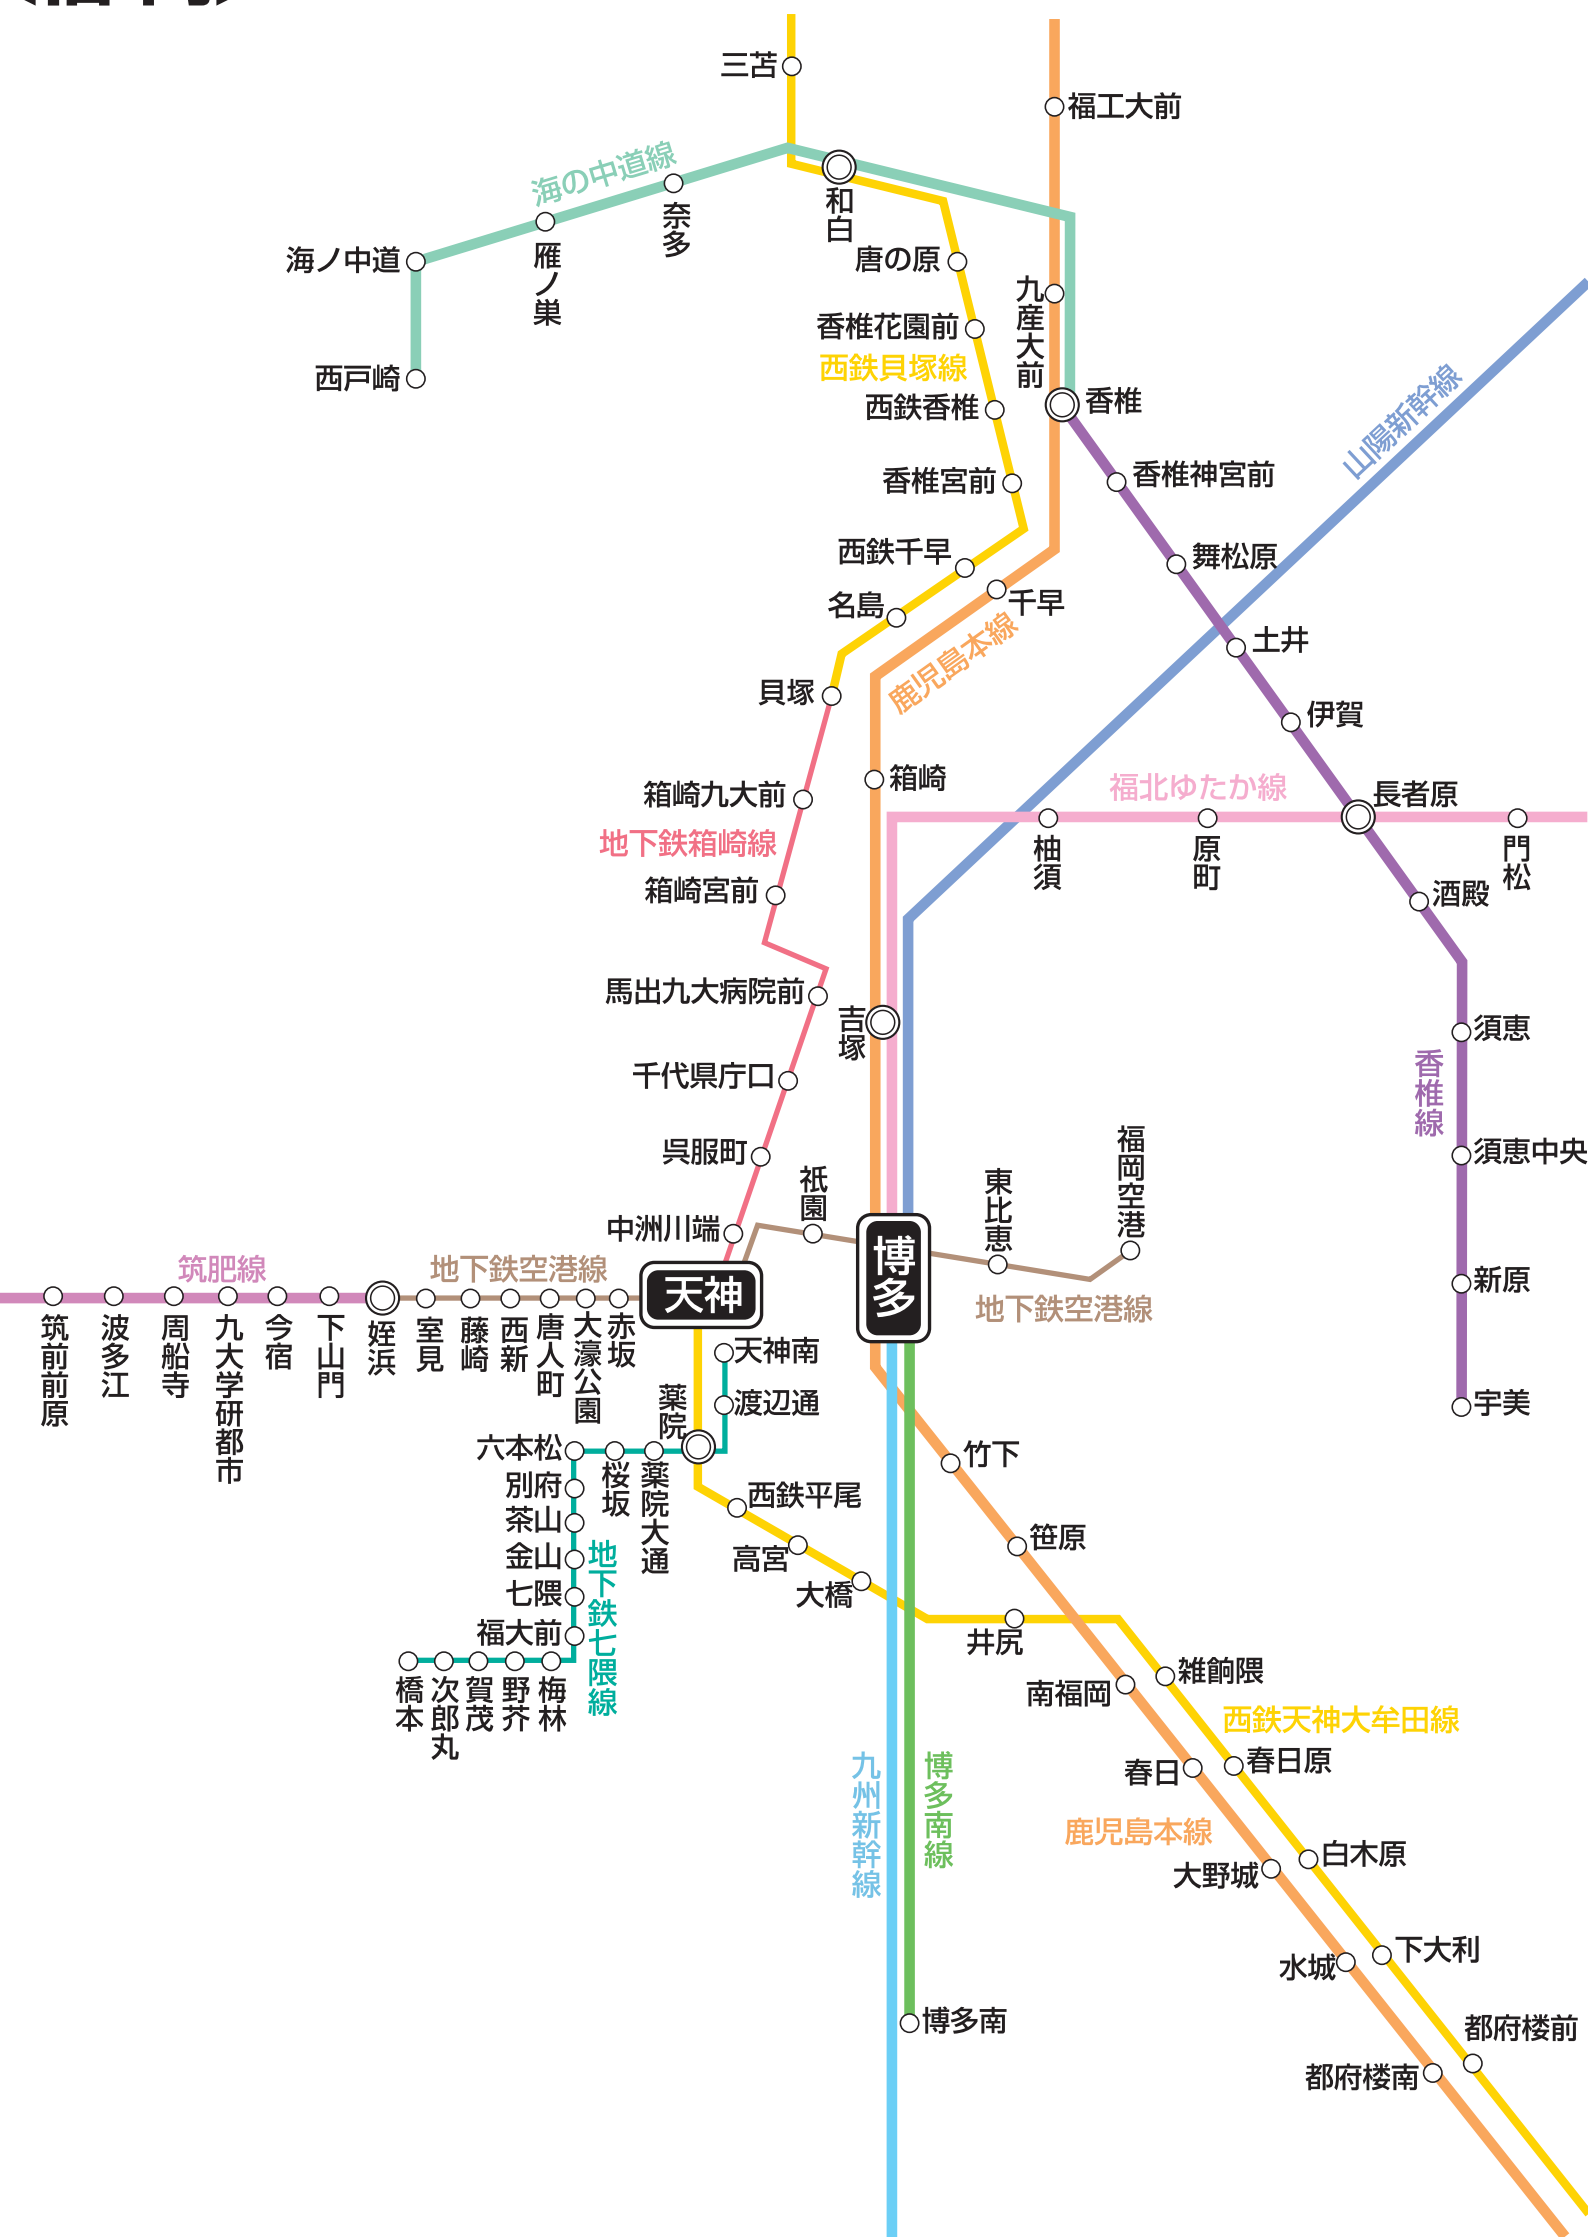 三苫
福工大前
海の中道線
奈多
和白
雁ノ巣
海ノ中道
西戸崎
唐の原
九産大前
香椎花園前
西鉄貝塚線
西鉄香椎
香椎
山陽新幹線
香椎宮前
香椎神宮前
西鉄千早
舞松原
名島
千早
鹿児島本線
土井
貝塚
伊賀
箱崎九大前
箱崎
福北ゆたか線
長者原
地下鉄箱崎線
柚須
原町
門松
箱崎宮前
酒殿
馬出九大病院前
吉塚
須恵
千代県庁口
香椎線
呉服町
祇園
東比恵
福岡空港
須恵中央
中洲川端
博多
筑肥線
地下鉄空港線
天神
地下鉄空港線
新原
筑前前原
波多江
周船寺
九大学研都市
今宿
下山門
姪浜
室見
藤崎
西新
唐人町
大濠公園
赤坂
天神南
薬院
渡辺通
宇美
六本松
桜坂
薬院大通
別府
茶山
金山
七隈
福大前
地下鉄七隈線
橋本
次郎丸
賀茂
野芥
梅林
西鉄平尾
高宮
大橋
竹下
笹原
井尻
南福岡
雑餉隈
西鉄天神大牟田線
九州新幹線
博多南線
春日
春日原
鹿児島本線
大野城
白木原
水城
下大利
博多南
都府楼前
都府楼南